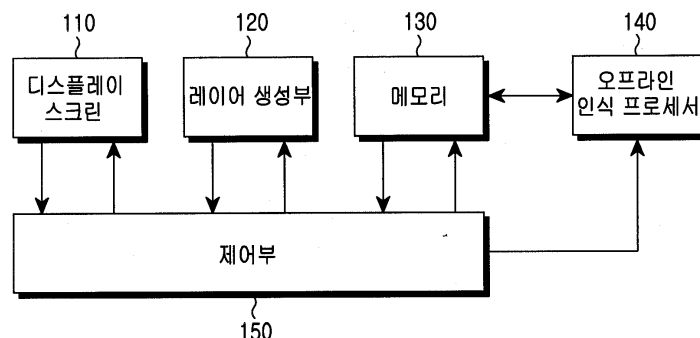 110
120
130
140
디스플레이
스크린
레이어 생성부
메모리
오프라인
인식 프로세서
제어부
150